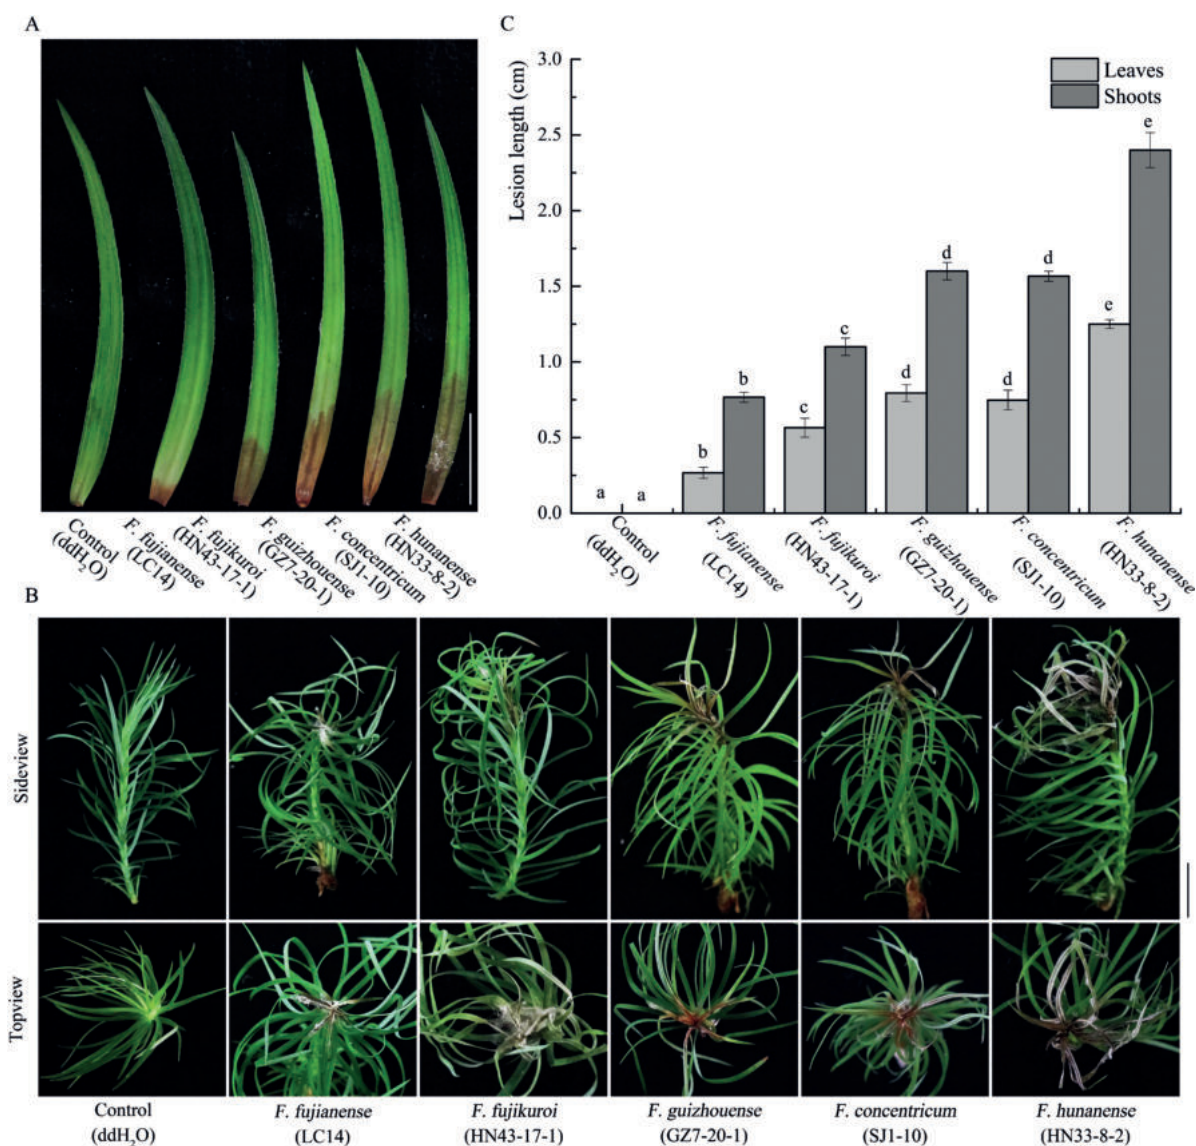 A
Control
(ddH2O)
F. fujianense
(LC14)
F. fujikuroi
(HN43-17-1)
F. guizhouense
(GZ7-20-1)
F. concentricum
(SJ1-10)
F. hunanense
(HN33-8-2)
C
Lesion length (cm)
3.0
2.5
2.0
1.5
1.0
0.5
0.0
Leaves
Shoots
a
a
b
b
c
c
d
d
d
d
e
e
Control
(ddH2O)
F. fujianense
(LC14)
F. fujikuroi
(HN43-17-1)
F. guizhouense
(GZ7-20-1)
F. concentricum
(SJ1-10)
F. hunanense
(HN33-8-2)
B
Sideview
Topview
Control
(ddH2O)
F. fujianense
(LC14)
F. fujikuroi
(HN43-17-1)
F. guizhouense
(GZ7-20-1)
F. concentricum
(SJ1-10)
F. hunanense
(HN33-8-2)